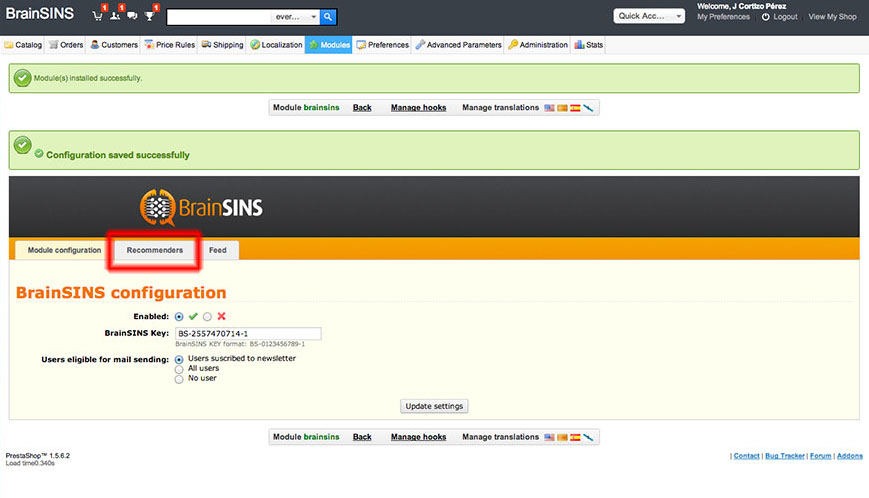 BrainSINS
1 1 1
ever...
Quick Acc...
Welcome, J Cortizo Pérez
My Preferences Logout View My Shop
Catalog Orders Customers Price Rules Shipping Localization Modules Preferences Advanced Parameters Administration Stats
Module(s) installed successfully.
Module brainsins Back Manage hooks Manage translations
Configuration saved successfully
BrainSINS
Module configuration Recommenders Feed
BrainSINS configuration
Enabled:
BrainSINS Key: BS-2557470714-1
BrainSINS KEY format: BS-0123456789-1
Users eligible for mail sending: Users suscribed to newsletter
All users
No user
Update settings
Module brainsins Back Manage hooks Manage translations
PrestaShop™ 1.5.6.2
Load time0.340s
| Contact | Bug Tracker | Forum | Addons